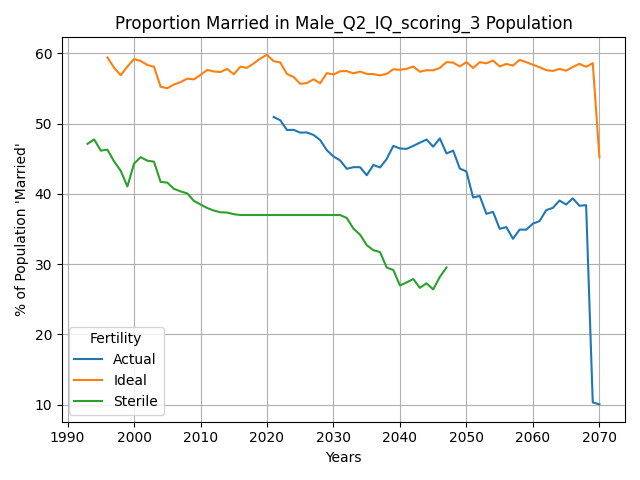 Proportion Married in Male_Q2_IQ_scoring_3 Population
% of Population 'Married'
60
50
40
30
20
10
Fertility
Actual
Ideal
Sterile
1990 2000 2010 2020 2030 2040 2050 2060 2070
Years